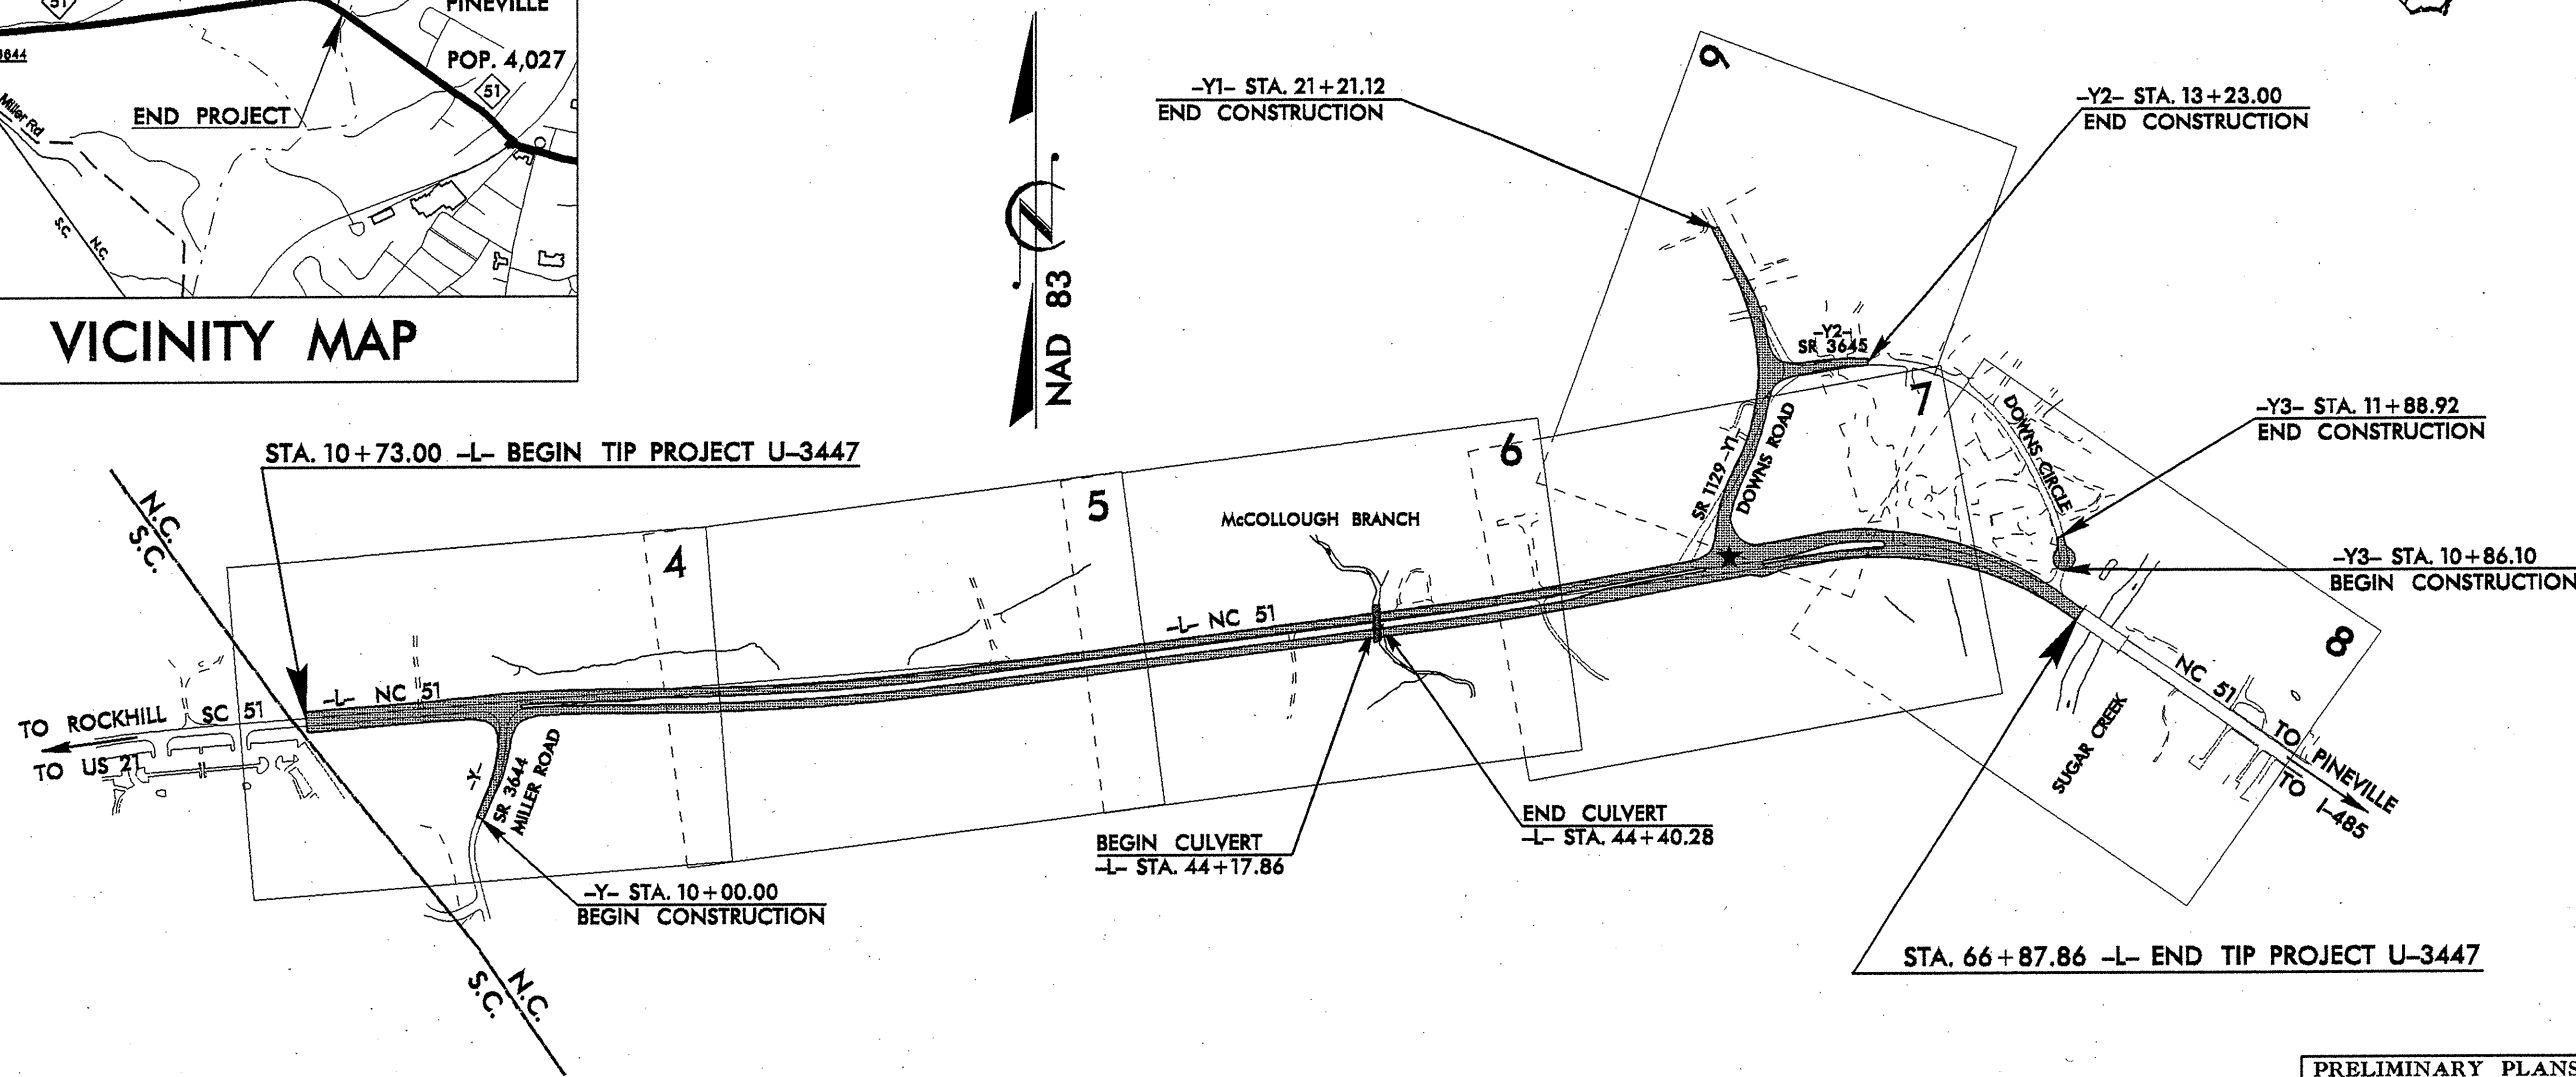 51
PINEVILLE
3644
POP. 4,027
51
Miller Rd
END PROJECT
S.C.
N.C.
VICINITY MAP
NAD 83
-Y1- STA. 21+21.12
END CONSTRUCTION
9
-Y2- STA. 13+23.00
END CONSTRUCTION
-Y2-
SR 3645
7
DOWNS CIRCLE
-Y3- STA. 11+88.92
END CONSTRUCTION
STA. 10+73.00 -L- BEGIN TIP PROJECT U-3447
6
SR 1129 -Y1-
DOWNS ROAD
N.C.
S.C.
5
4
McCOLLOUGH BRANCH
-Y3- STA. 10+86.10
BEGIN CONSTRUCTION
-L- NC 51
8
-L- NC 51
TO ROCKHILL
SC 51
TO US 21
NC 51
TO PINEVILLE
TO I-485
SUGAR CREEK
-Y-
SR 3644
MILLER ROAD
END CULVERT
-L- STA. 44+40.28
BEGIN CULVERT
-L- STA. 44+17.86
-Y- STA. 10+00.00
BEGIN CONSTRUCTION
STA. 66+87.86 -L- END TIP PROJECT U-3447
N.C.
S.C.
PRELIMINARY PLANS